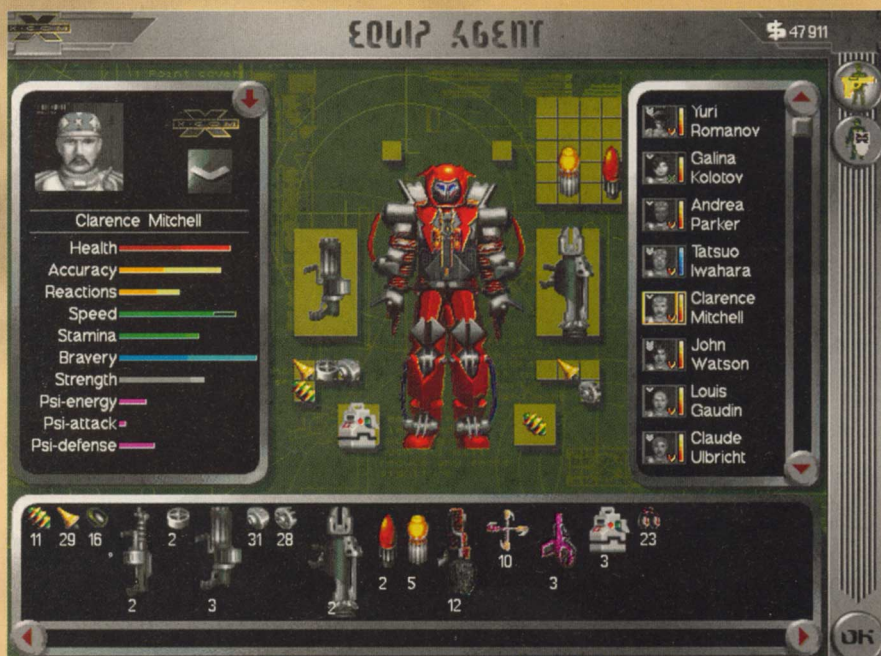 X-COM
EQUIP AGENT
$47911
X-COM
Clarence Mitchell
Health
Accuracy
Reactions
Speed
Stamina
Bravery
Strength
Psi-energy
Psi-attack
Psi-defense
Yuri
Romanov
Galina
Kolotov
Andrea
Parker
Tatsuo
Iwahara
Clarence
Mitchell
John
Watson
Louis
Gaudin
Claude
Ulbricht
11
29
16
2
2
3
31
28
2
2
5
12
10
3
3
23
OK